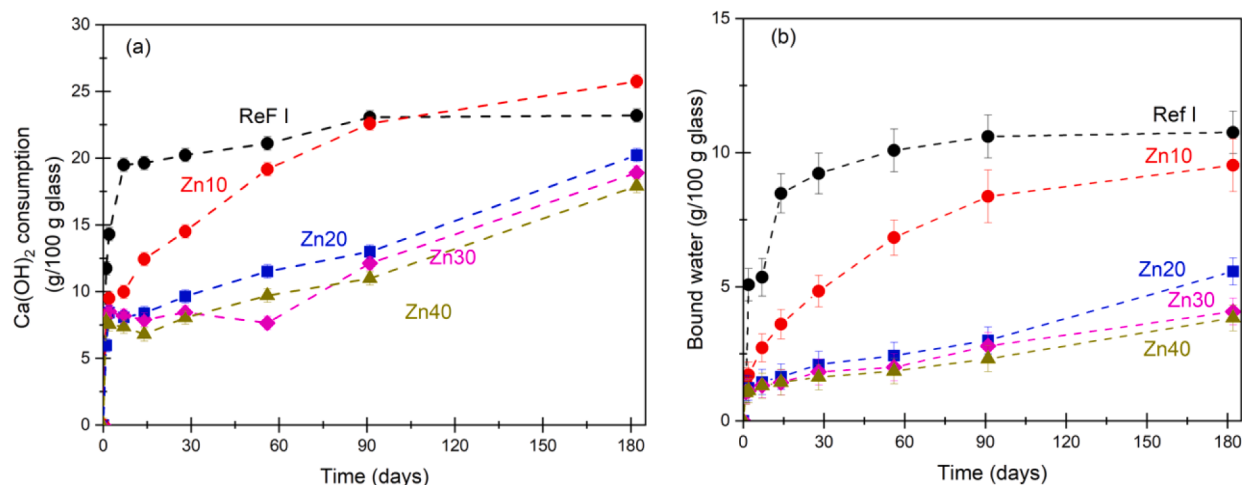 (a)
30
25
20
15
10
5
0
Ca(OH)₂ consumption
(g/100 g glass)
ReF I
Zn10
Zn20
Zn30
Zn40
0 30 60 90 120 150 180
Time (days)
(b)
15
10
5
0
Bound water (g/100 g glass)
Ref I
Zn10
Zn20
Zn30
Zn40
0 30 60 90 120 150 180
Time (days)